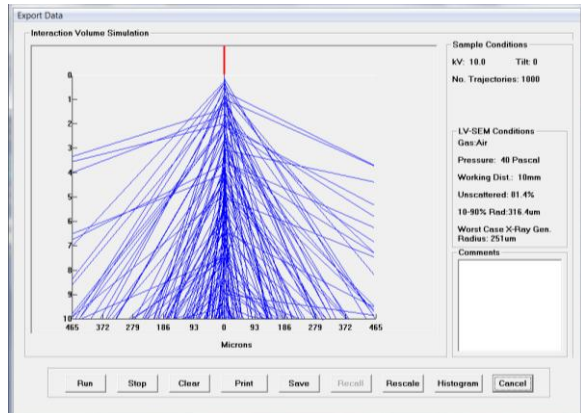 Export Data
Interaction Volume Simulation
0
1
2
3
4
5
6
7
8
9
10
465 372 279 186 93 0 93 186 279 372 465
Microns
Sample Conditions
kV: 10.0 Tilt: 0
No. Trajectories: 1000
LV-SEM Conditions
Gas:Air
Pressure: 40 Pascal
Working Dist.: 10mm
Unscattered: 81.4%
10-90% Rad:316.4um
Worst Case X-Ray Gen.
Radius: 251um
Comments
Run Stop Clear Print Save Recall Rescale Histogram Cancel